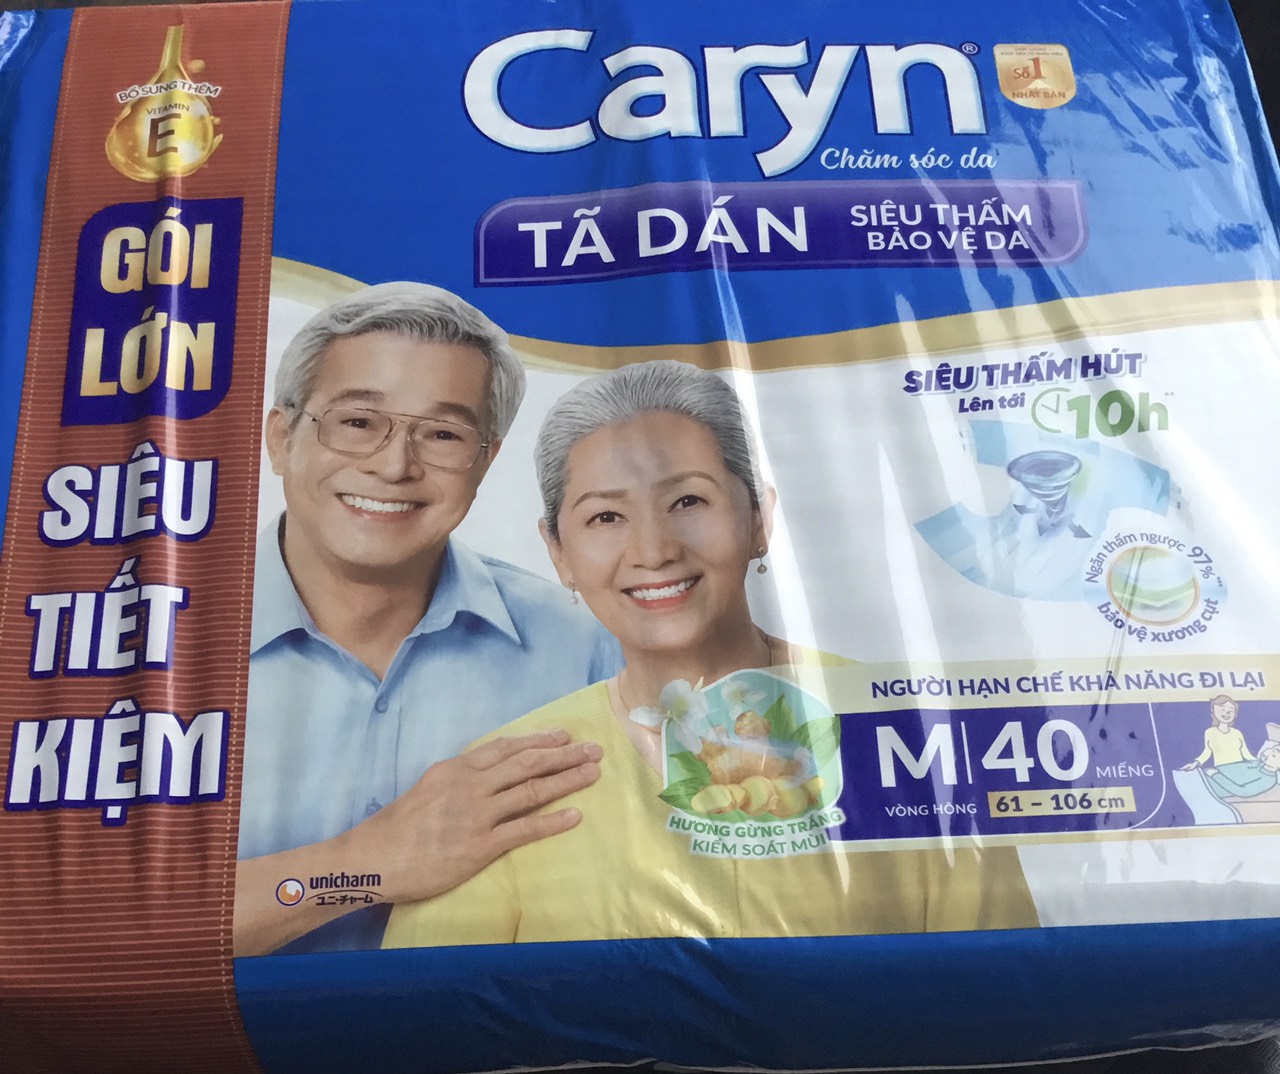 BỔ SUNG THÊM
VITAMIN
E
GÓI
LỚN
SIÊU
TIẾT
KIỆM
Caryn®
Chăm sóc da
Số 1
NHẬT BẢN
TÃ DÁN
SIÊU THẤM
BẢO VỆ DA
SIÊU THẤM HÚT
Lên tới 10h**
Ngăn thấm ngược 97%***
bảo vệ xương cụt
NGƯỜI HẠN CHẾ KHẢ NĂNG ĐI LẠI
M|40 MIẾNG
VÒNG HÔNG 61 – 106 cm
HƯƠNG GỪNG TRẮNG
KIỂM SOÁT MÙI
unicharm
ユニ・チャーム